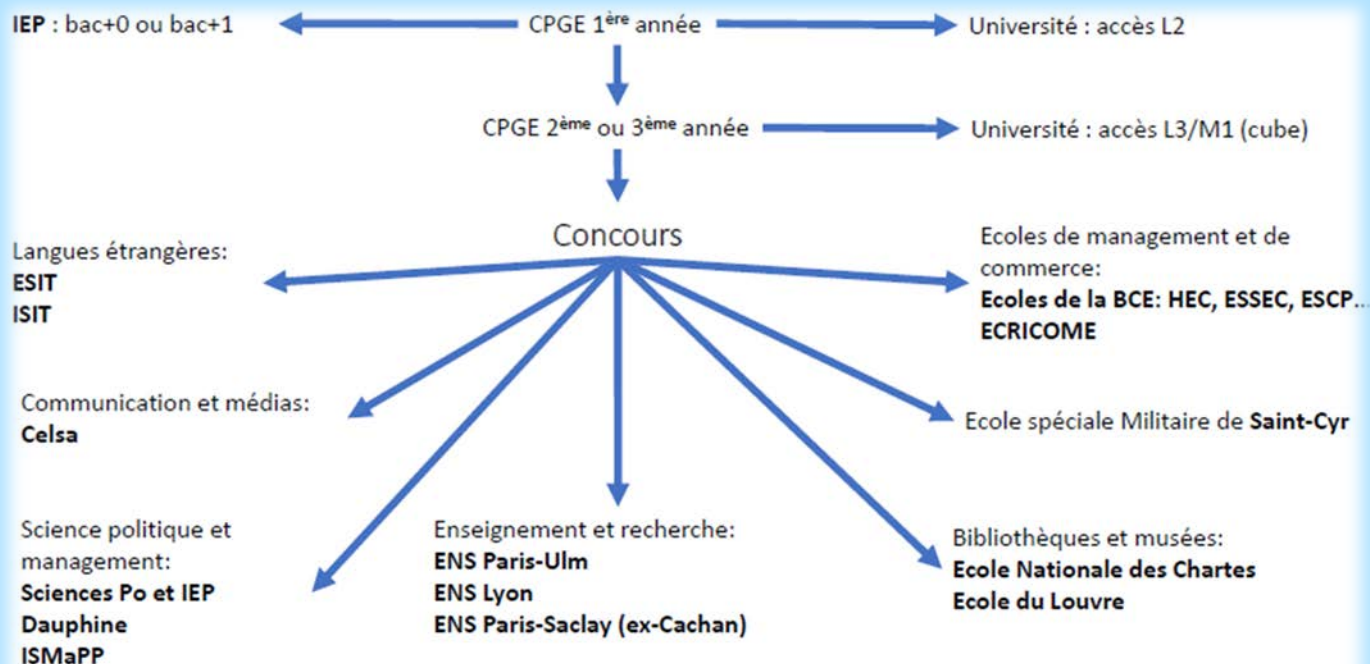 IEP : bac+0 ou bac+1
CPGE 1ère année
Université : accès L2
CPGE 2ème ou 3ème année
Université : accès L3/M1 (cube)
Concours
Langues étrangères:
ESIT
ISIT
Ecoles de management et de
commerce:
Ecoles de la BCE: HEC, ESSEC, ESCP...
ECRICOME
Communication et médias:
Celsa
Ecole spéciale Militaire de Saint-Cyr
Science politique et
management:
Sciences Po et IEP
Dauphine
ISMaPP
Enseignement et recherche:
ENS Paris-Ulm
ENS Lyon
ENS Paris-Saclay (ex-Cachan)
Bibliothèques et musées:
Ecole Nationale des Chartes
Ecole du Louvre